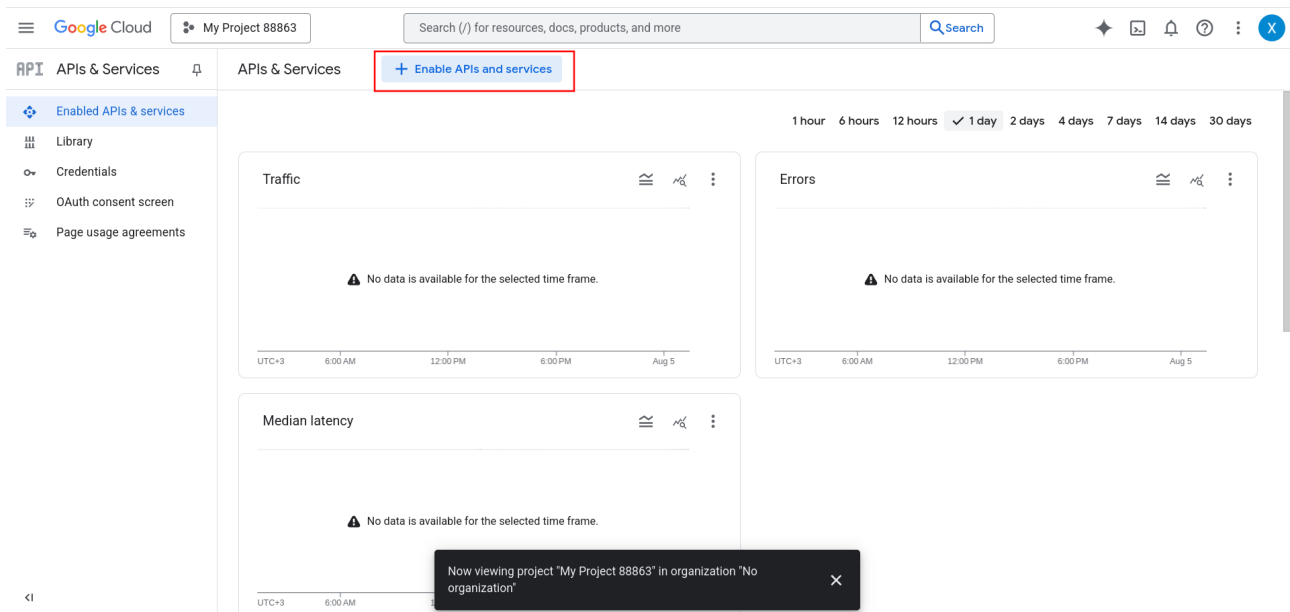 Google Cloud
My Project 88863
Search (/) for resources, docs, products, and more
Search
X
API APIs & Services
APIs & Services
+ Enable APIs and services
Enabled APIs & services
Library
Credentials
OAuth consent screen
Page usage agreements
1 hour 6 hours 12 hours 1 day 2 days 4 days 7 days 14 days 30 days
Traffic
No data is available for the selected time frame.
UTC+3 6:00 AM 12:00 PM 6:00 PM Aug 5
Errors
No data is available for the selected time frame.
UTC+3 6:00 AM 12:00 PM 6:00 PM Aug 5
Median latency
No data is available for the selected time frame.
UTC+3 6:00 AM
Now viewing project "My Project 88863" in organization "No
organization"